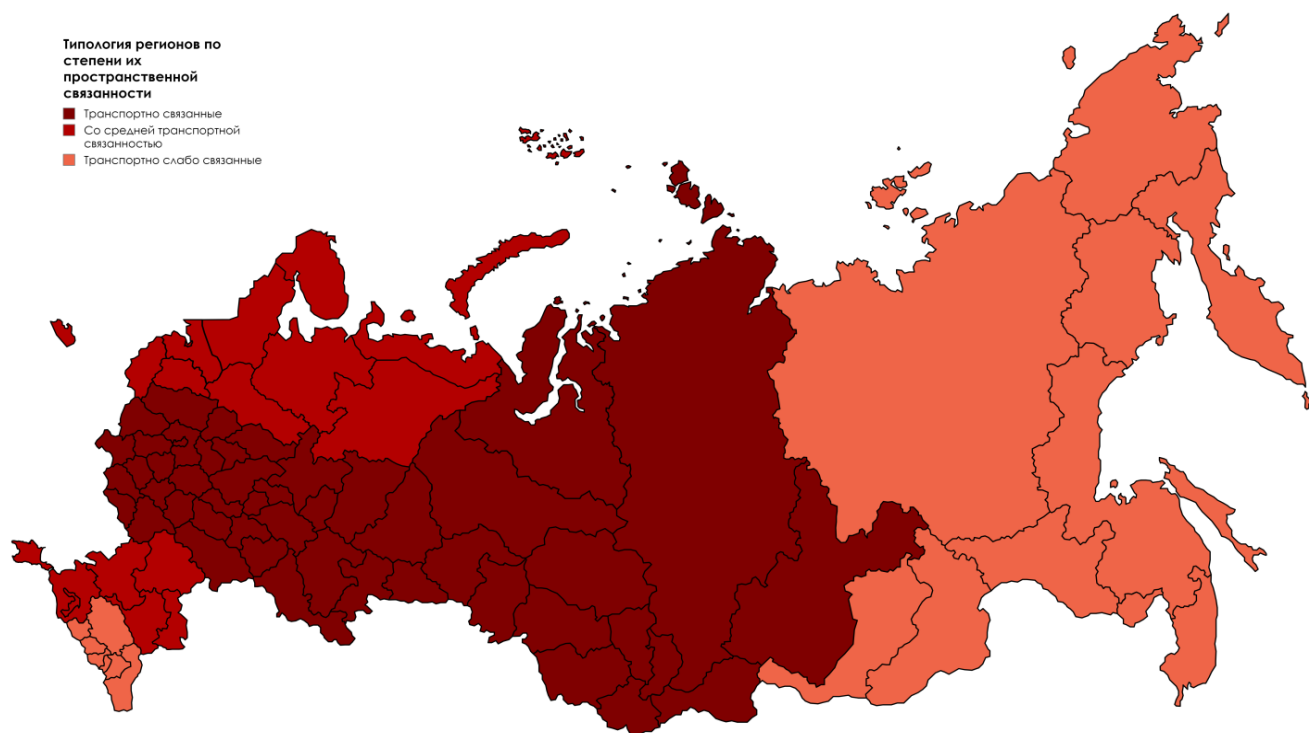 Типология регионов по
степени их
пространственной
связанности
Транспортно связанные
Со средней транспортной
связанностью
Транспортно слабо связанные